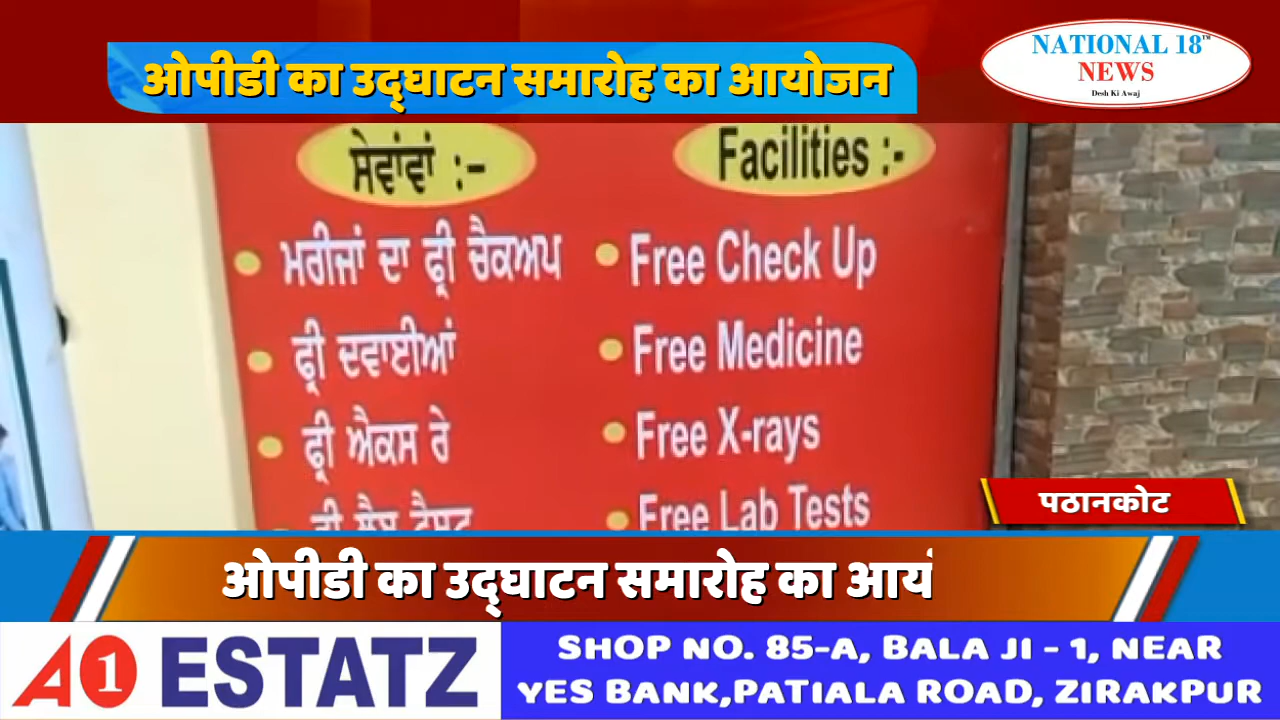 ओपीडी का उद्घाटन समारोह का आयोजन
NATIONAL 18™
NEWS
Desh Ki Awaj
ਸੇਵਾਂਵਾਂ :-
Facilities :-
ਮਰੀਜਾਂ ਦਾ ਫ੍ਰੀ ਚੈਕਅਪ
Free Check Up
ਫ੍ਰੀ ਦਵਾਈਆਂ
Free Medicine
ਫ੍ਰੀ ਐਕਸ ਰੇ
Free X-rays
ਫ੍ਰੀ ਲੈਬ ਟੈਸਟ
Free Lab Tests
पठानकोट
ओपीडी का उद्घाटन समारोह का
A1 ESTATZ
SHOP NO. 85-A, BALA JI - 1, NEAR
YES BANK,PATIALA ROAD, ZIRAKPUR